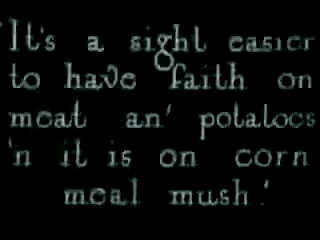 'It's a sight easier
to have faith on
meat an' potatoes
'n it is on corn
meal mush!